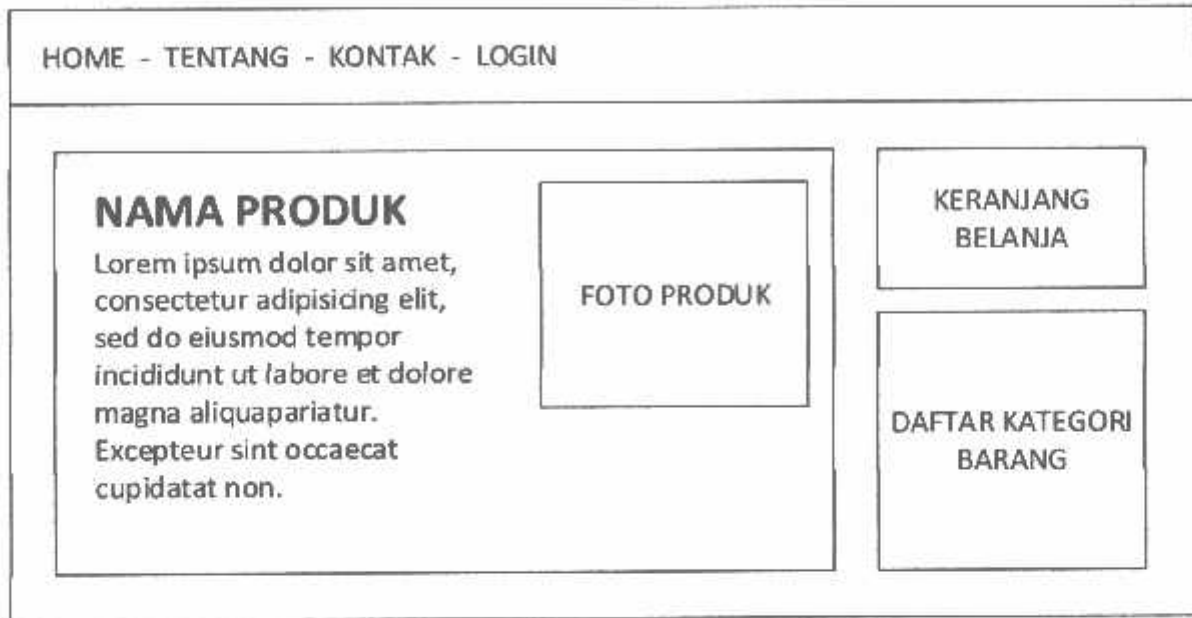 HOME - TENTANG - KONTAK - LOGIN
NAMA PRODUK
Lorem ipsum dolor sit amet,
consectetur adipisicing elit,
sed do eiusmod tempor
incididunt ut labore et dolore
magna aliquapariatur.
Excepteur sint occaecat
cupidatat non.
FOTO PRODUK
KERANJANG
BELANJA
DAFTAR KATEGORI
BARANG